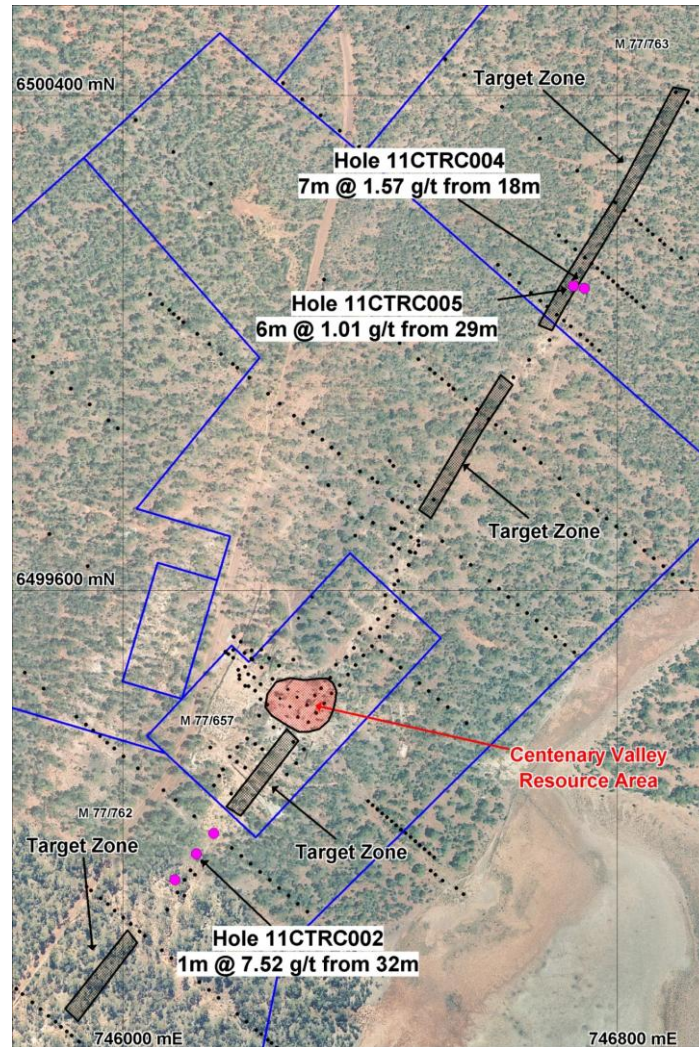 M 77/763
6500400 mN
Target Zone
Hole 11CTRC004
7m @ 1.57 g/t from 18m
Hole 11CTRC005
6m @ 1.01 g/t from 29m
Target Zone
6499600 mN
M 77/657
Centenary Valley
Resource Area
M 77/762
Target Zone
Target Zone
Hole 11CTRC002
1m @ 7.52 g/t from 32m
746000 mE
746800 mE